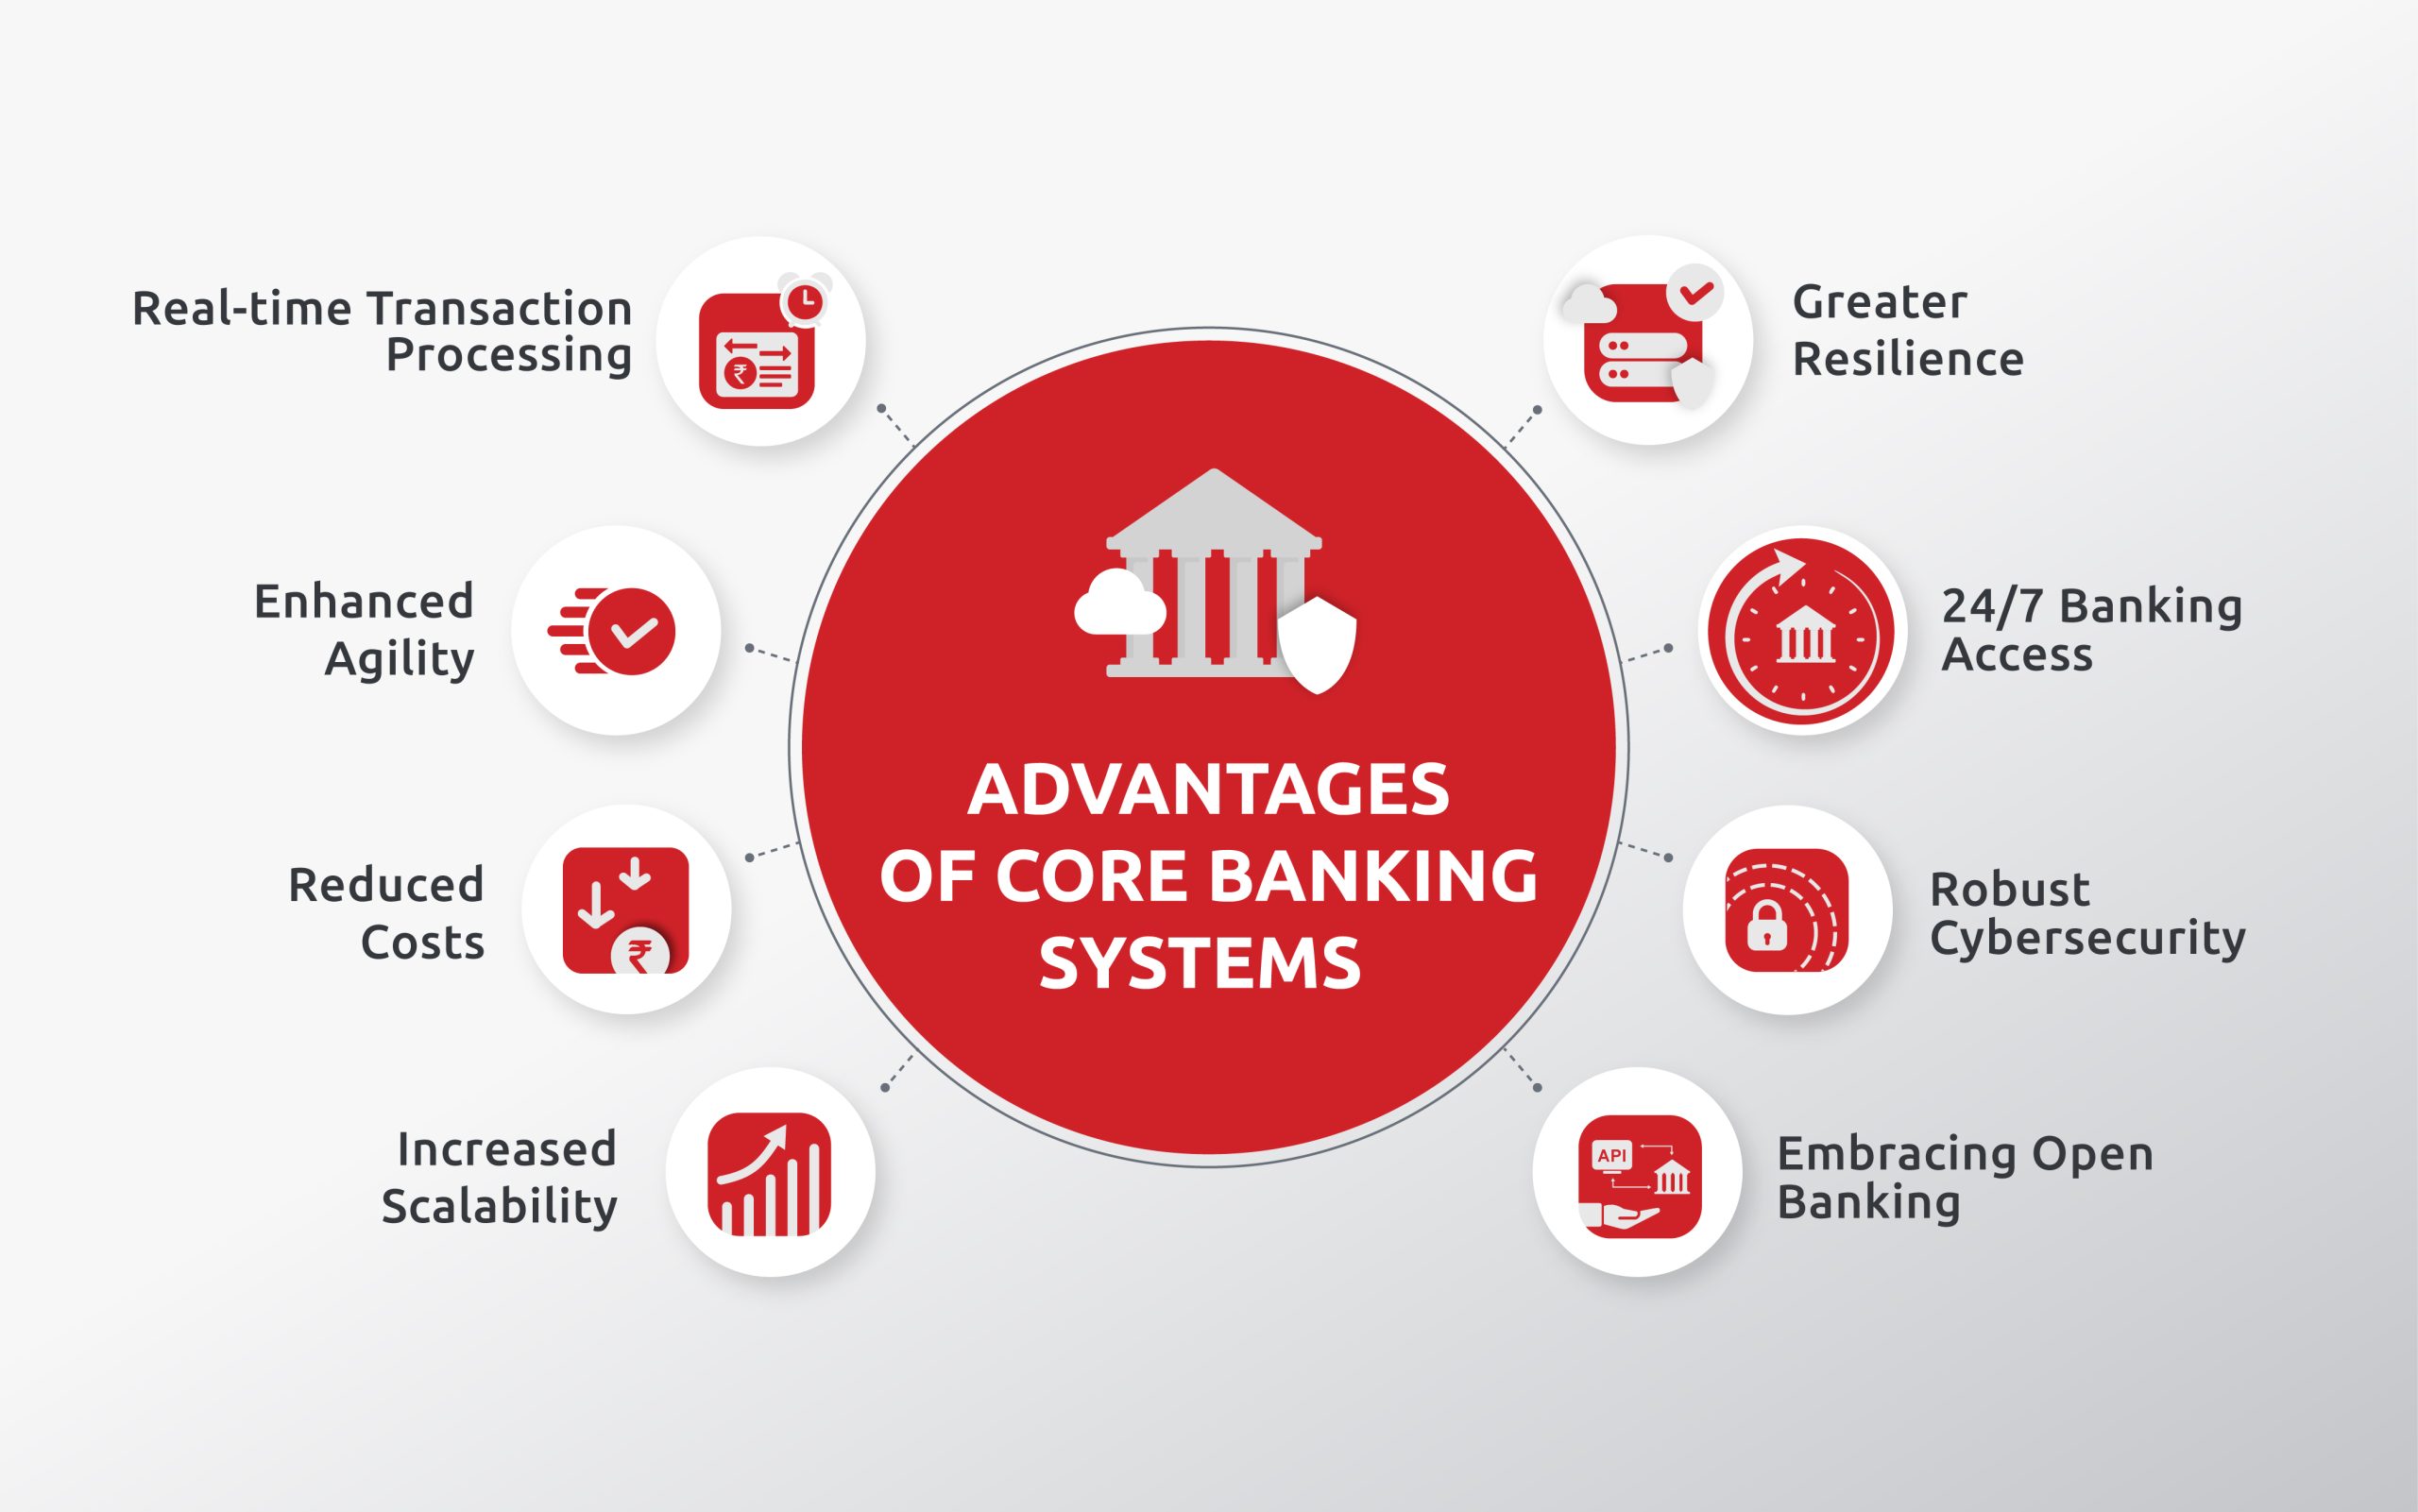 Real-time Transaction
Processing
Enhanced
Agility
Reduced
Costs
₹
Increased
Scalability
₹
ADVANTAGES
OF CORE BANKING
SYSTEMS
Greater
Resilience
24/7 Banking
Access
Robust
Cybersecurity
API
Embracing Open
Banking